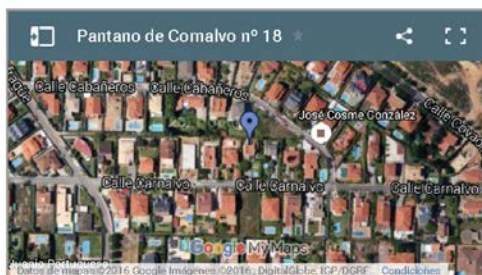 Pantano de Comalvo nº 18
Calle Cabañeros
Calle Cabañeros
José Cosme González
Calle Carnalvo
Calle Carnalvo
Calle Carnalvo
Google My Maps
Datos de mapas ©2016 Google Imágenes ©2016, DigitalGlobe, IGP/DGRF
Condiciones